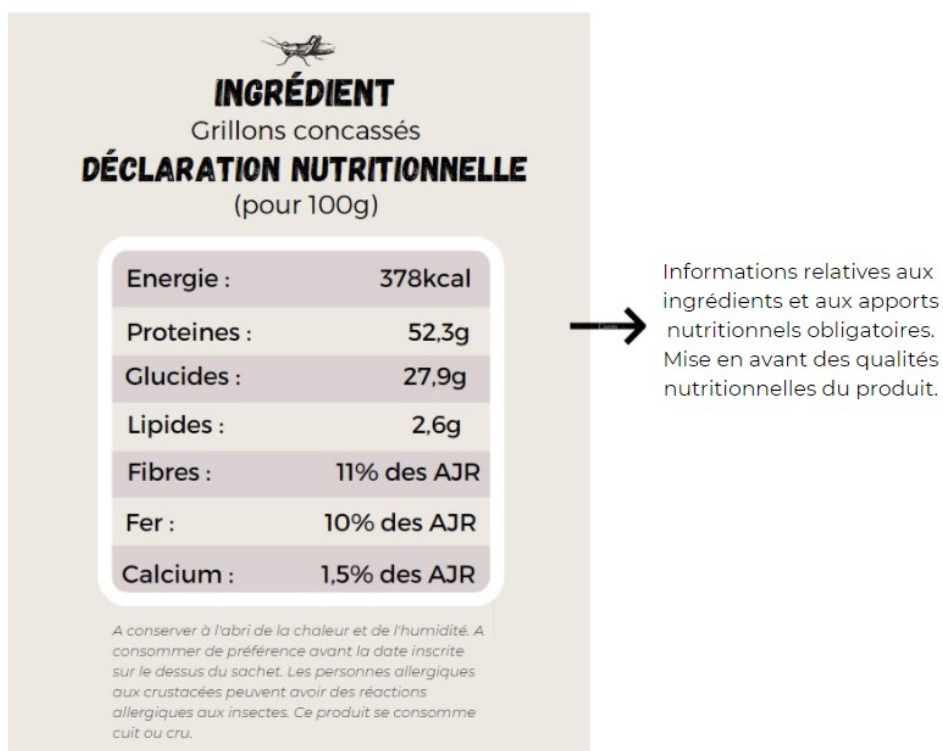 INGRÉDIENT
Grillons concassés
DÉCLARATION NUTRITIONNELLE
(pour 100g)
Energie : 378kcal
Proteines : 52,3g
Glucides : 27,9g
Lipides : 2,6g
Fibres : 11% des AJR
Fer : 10% des AJR
Calcium : 1,5% des AJR
A conserver à l'abri de la chaleur et de l'humidité. A
consommer de préférence avant la date inscrite
sur le dessus du sachet. Les personnes allergiques
aux crustacées peuvent avoir des réactions
allergiques aux insectes. Ce produit se consomme
cuit ou cru.
Informations relatives aux
ingrédients et aux apports
nutritionnels obligatoires.
Mise en avant des qualités
nutritionnelles du produit.